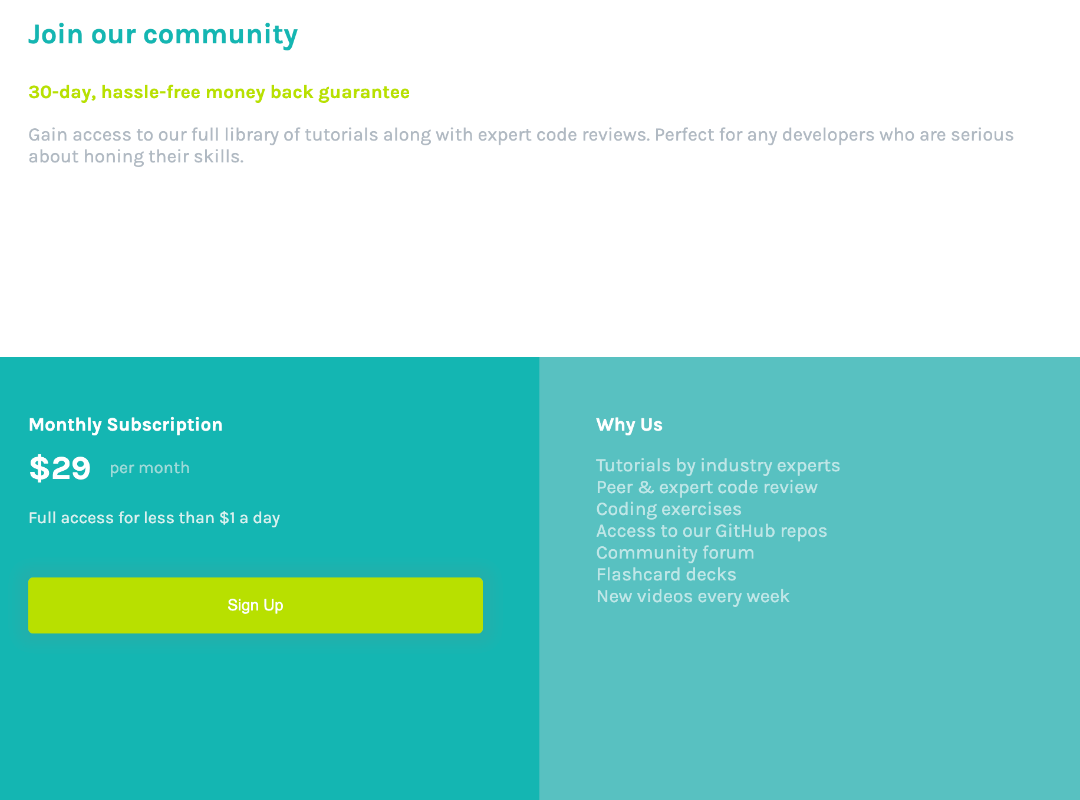 Join our community
30-day, hassle-free money back guarantee
Gain access to our full library of tutorials along with expert code reviews. Perfect for any developers who are serious
about honing their skills.
Monthly Subscription
$29 per month
Full access for less than $1 a day
Sign Up
Why Us
Tutorials by industry experts
Peer & expert code review
Coding exercises
Access to our GitHub repos
Community forum
Flashcard decks
New videos every week